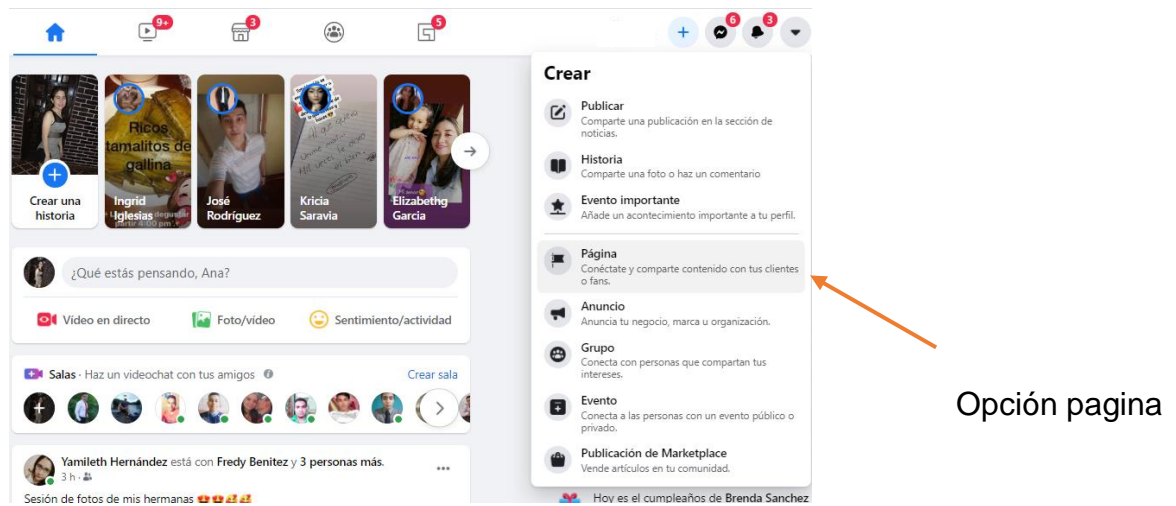 9+
3
5
6
3
Crear una
historia
Ricos
tamalitos de
gallina
Ingrid
Iglesias
partir 4:00 pm
José
Rodríguez
Kricia
Saravia
Elizabethg
Garcia
¿Qué estás pensando, Ana?
Vídeo en directo
Foto/vídeo
Sentimiento/actividad
Salas · Haz un videochat con tus amigos
Crear sala
Yamileth Hernández está con Fredy Benitez y 3 personas más.
3 h ·
Sesión de fotos de mis hermanas
Crear
Publicar
Comparte una publicación en la sección de
noticias.
Historia
Comparte una foto o haz un comentario
Evento importante
Añade un acontecimiento importante a tu perfil.
Página
Conéctate y comparte contenido con tus clientes
o fans.
Anuncio
Anuncia tu negocio, marca u organización.
Grupo
Conecta con personas que compartan tus
intereses.
Evento
Conecta a las personas con un evento público o
privado.
Publicación de Marketplace
Vende artículos en tu comunidad.
Hoy es el cumpleaños de Brenda Sanchez
Opción pagina